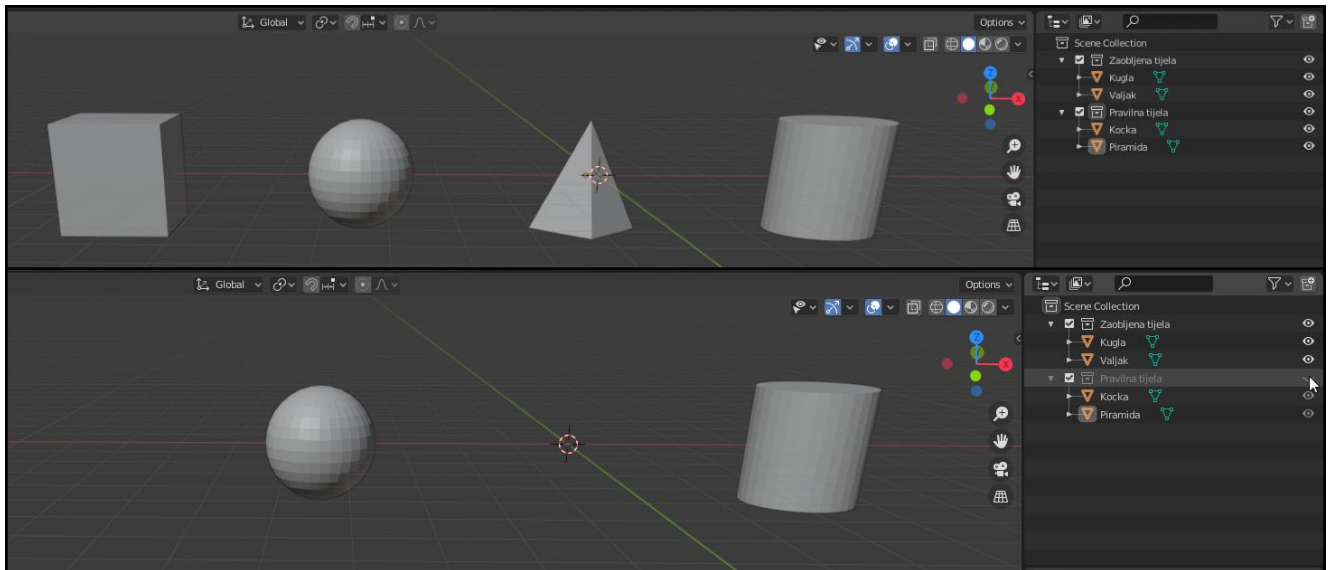 Global
Options
Z
X
Scene Collection
Zaobljena tijela
Kugla
Valjak
Pravilna tijela
Kocka
Piramida
Global
Options
Z
X
Scene Collection
Zaobljena tijela
Kugla
Valjak
Pravilna tijela
Kocka
Piramida